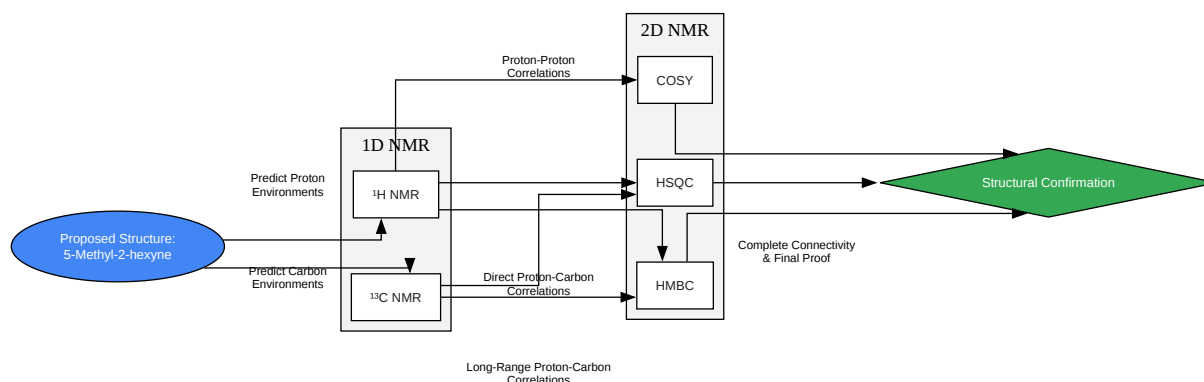 2D NMR
Proton-Proton
Correlations
COSY
1D NMR
Predict Proton
Environments
¹H NMR
HSQC
Structural Confirmation
Proposed Structure:
5-Methyl-2-hexyne
Complete Connectivity
& Final Proof
Predict Carbon
Environments
¹³C NMR
Direct Proton-Carbon
Correlations
HMBC
Long-Range Proton-Carbon
Correlations